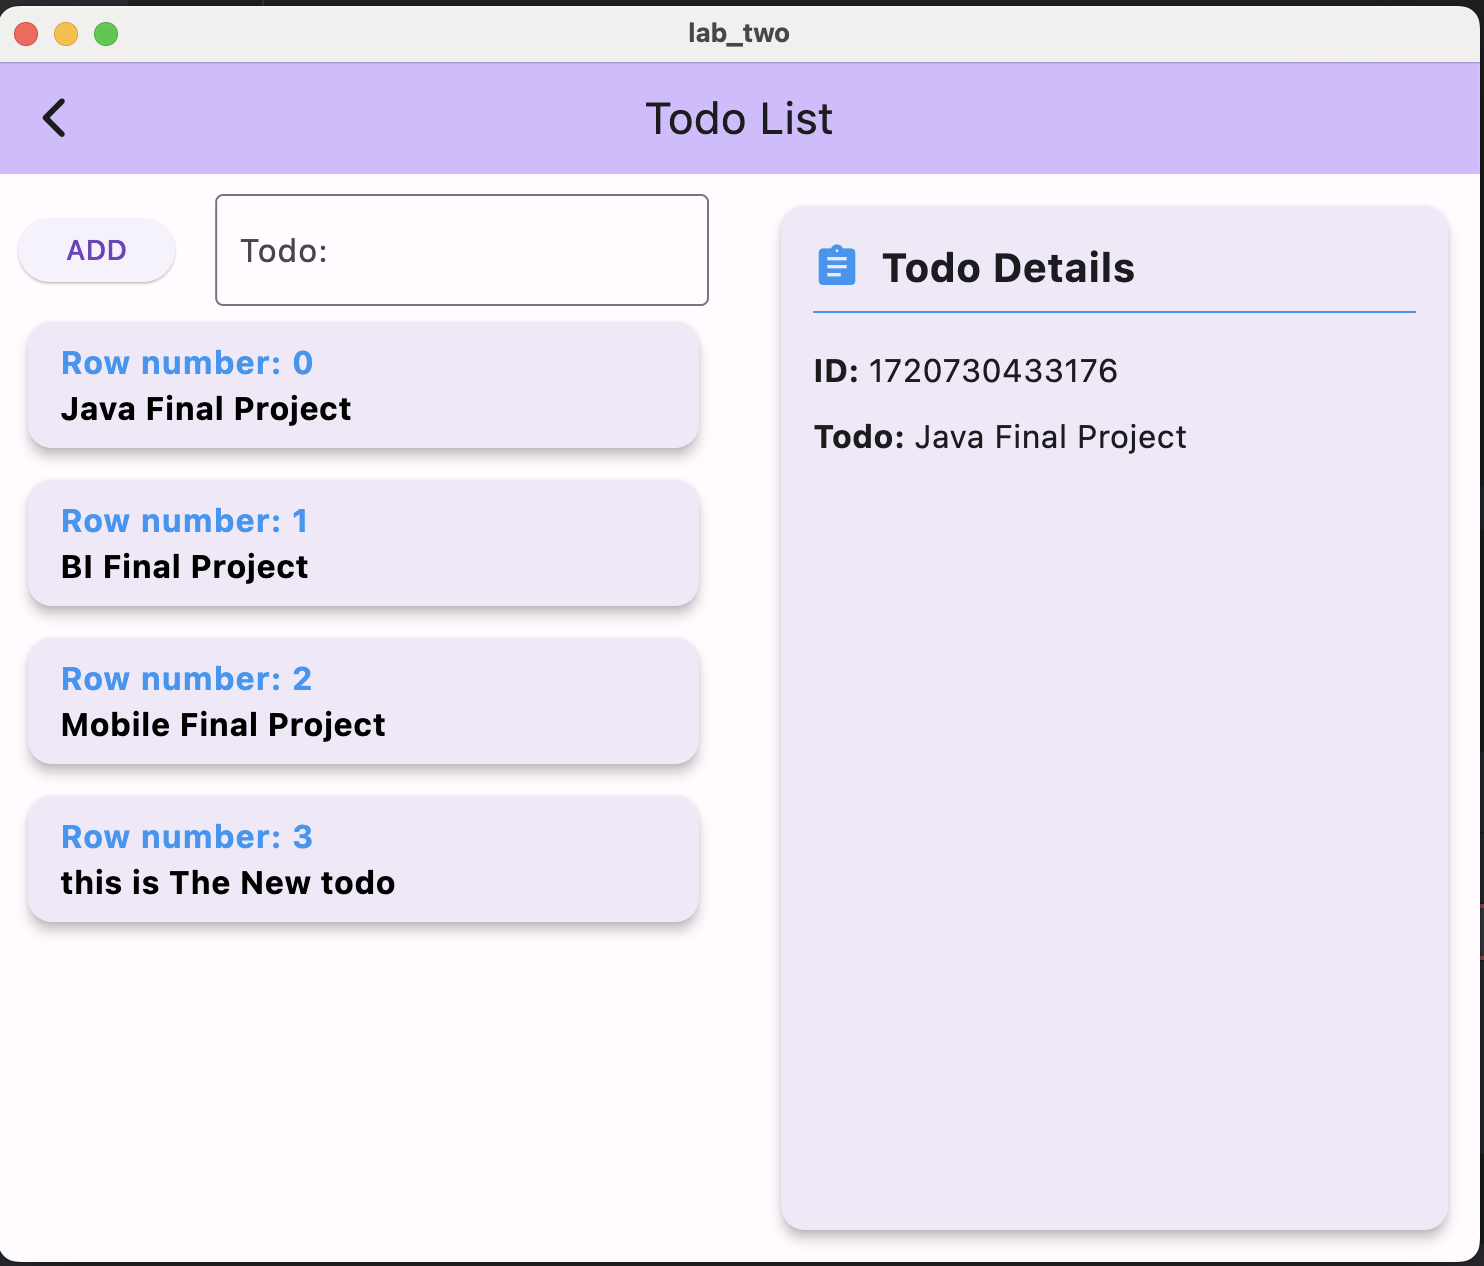 lab_two
Todo List
ADD
Todo:
Row number: 0
Java Final Project
Row number: 1
BI Final Project
Row number: 2
Mobile Final Project
Row number: 3
this is The New todo
Todo Details
ID: 1720730433176
Todo: Java Final Project